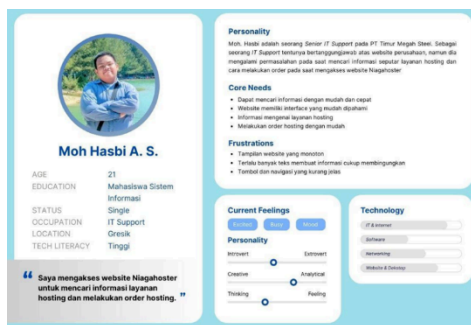 Moh Hasbi A. S.
AGE 21
EDUCATION Mahasiswa Sistem
Informasi
STATUS Single
OCCUPATION IT Support
LOCATION Gresik
TECH LITERACY Tinggi
“ Saya mengakses website Niagahoster
untuk mencari informasi layanan
hosting dan melakukan order hosting. ”
Personality
Moh. Hasbi adalah seorang Senior IT Support pada PT Timur Megah Steel. Sebagai
seorang IT Support tentunya bertanggungjawab atas website perusahaan, namun dia
mengalami permasalahan pada saat mencari informasi seputar layanan hosting dan
cara melakukan order pada saat mengakses website Niagahoster
Core Needs
• Dapat mencari informasi dengan mudah dan cepat
• Website memiliki interface yang mudah dipahami
• Informasi mengenai layanan hosting
• Melakukan order hosting dengan mudah
Frustrations
• Tampilan website yang monoton
• Terlalu banyak teks membuat informasi cukup membingungkan
• Tombol dan navigasi yang kurang jelas
Current Feelings
Excited Busy
Personality
Introvert Extrovert
Creative Analytical
Thinking Feeling
Technology
IT & Internet
Software
Networking